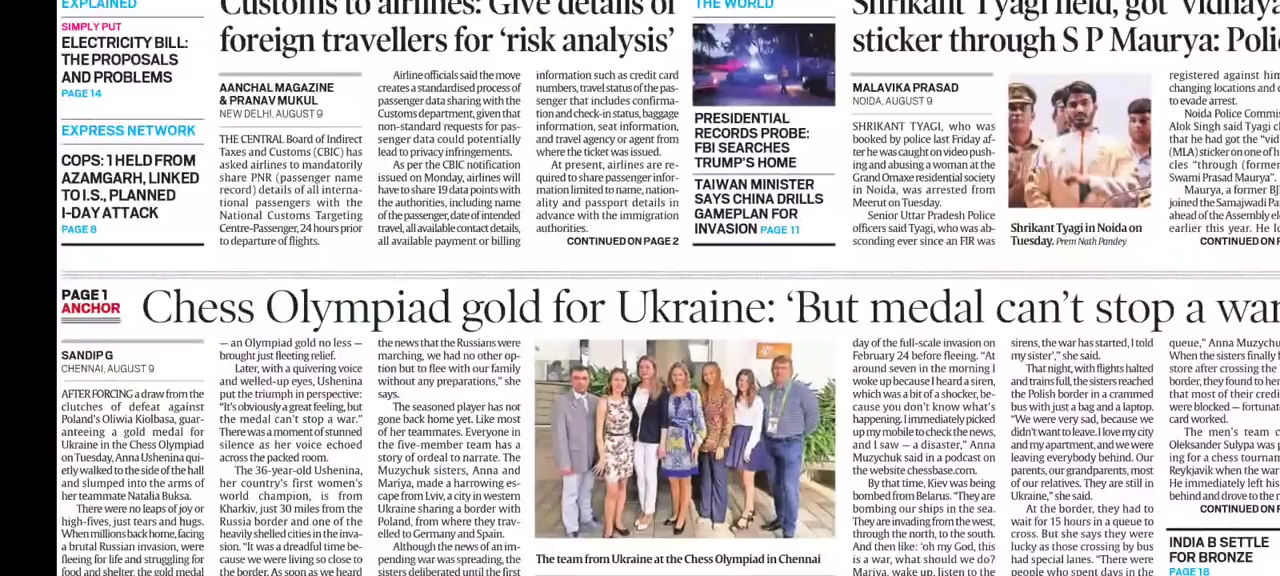 EXPLAINED
SIMPLY PUT
ELECTRICITY BILL:
THE PROPOSALS
AND PROBLEMS
PAGE 14
EXPRESS NETWORK
COPS: 1 HELD FROM
AZAMGARH, LINKED
TO I.S., PLANNED
I-DAY ATTACK
PAGE 8
Customs to airlines: Give details of
foreign travellers for ‘risk analysis’
AANCHAL MAGAZINE
& PRANAV MUKUL
NEW DELHI, AUGUST 9
THE CENTRAL Board of Indirect
Taxes and Customs (CBIC) has
asked airlines to mandatorily
share PNR (passenger name
record) details of all interna-
tional passengers with the
National Customs Targeting
Centre-Passenger, 24 hours prior
to departure of flights.
Airline officials said the move
creates a standardised process of
passenger data sharing with the
Customs department, given that
non-standard requests for pas-
senger data could potentially
lead to privacy infringements.
As per the CBIC notification
issued on Monday, airlines will
have to share 19 data points with
the authorities, including name
of the passenger, date of intended
travel, all available contact details,
all available payment or billing
information such as credit card
numbers, travel status of the pas-
senger that includes confirma-
tion and check-in status, baggage
information, seat information,
and travel agency or agent from
where the ticket was issued.
At present, airlines are re-
quired to share passenger infor-
mation limited to name, nation-
ality and passport details in
advance with the immigration
authorities.
CONTINUED ON PAGE 2
THE WORLD
PRESIDENTIAL
RECORDS PROBE:
FBI SEARCHES
TRUMP’S HOME
TAIWAN MINISTER
SAYS CHINA DRILLS
GAMEPLAN FOR
INVASION PAGE 11
Shrikant Tyagi held, got ‘vidhaya
sticker through S P Maurya: Polic
MALAVIKA PRASAD
NOIDA, AUGUST 9
SHRIKANT TYAGI, who was
booked by police last Friday af-
ter he was caught on video push-
ing and abusing a woman at the
Grand Omaxe residential society
in Noida, was arrested from
Meerut on Tuesday.
Senior Uttar Pradesh Police
officers said Tyagi, who was ab-
sconding ever since an FIR was
Shrikant Tyagi in Noida on
Tuesday. Prem Nath Pandey
registered against him
changing locations and
to evade arrest.
Noida Police Commis
Alok Singh said Tyagi cl
that he had got the “vid
(MLA) sticker on one of h
cles “through (former
Swami Prasad Maurya”.
Maurya, a former BJ
joined the Samajwadi Pa
ahead of the Assembly el
earlier this year. He lo
CONTINUED ON P
PAGE 1
ANCHOR
Chess Olympiad gold for Ukraine: ‘But medal can’t stop a war
SANDIP G
CHENNAI, AUGUST 9
AFTER FORCING a draw from the
clutches of defeat against
Poland’s Oliwia Kiolbasa, guar-
anteeing a gold medal for
Ukraine in the Chess Olympiad
on Tuesday, Anna Ushenina qui-
etly walked to the side of the hall
and slumped into the arms of
her teammate Natalia Buksa.
There were no leaps of joy or
high-fives, just tears and hugs.
When millions back home, facing
a brutal Russian invasion, were
fleeing for life and struggling for
food and shelter, the gold medal
— an Olympiad gold no less —
brought just fleeting relief.
Later, with a quivering voice
and welled-up eyes, Ushenina
put the triumph in perspective:
“It’s obviously a great feeling, but
the medal can’t stop a war.”
There was a moment of stunned
silence as her voice echoed
across the packed room.
The 36-year-old Ushenina,
her country’s first women’s
world champion, is from
Kharkiv, just 30 miles from the
Russia border and one of the
heavily shelled cities in the inva-
sion. “It was a dreadful time be-
cause we were living so close to
the border. As soon as we heard
the news that the Russians were
marching, we had no other op-
tion but to flee with our family
without any preparations,” she
says.
The seasoned player has not
gone back home yet. Like most
of her teammates. Everyone in
the five-member team has a
story of ordeal to narrate. The
Muzychuk sisters, Anna and
Mariya, made a harrowing es-
cape from Lviv, a city in western
Ukraine sharing a border with
Poland, from where they trav-
elled to Germany and Spain.
Although the news of an im-
pending war was spreading, the
sisters deliberated until the first
The team from Ukraine at the Chess Olympiad in Chennai
day of the full-scale invasion on
February 24 before fleeing. “At
around seven in the morning I
woke up because I heard a siren,
which was a bit of a shocker, be-
cause you don’t know what’s
happening. I immediately picked
up my mobile to check the news,
and I saw — a disaster,” Anna
Muzychuk said in a podcast on
the website chessbase.com.
By that time, Kiev was being
bombed from Belarus. “They are
bombing our ships in the sea.
They are invading from the west,
through the north, to the south.
And then like: ‘oh my God, this
is a war, what should we do?
Mariya, wake up, listen to the
sirens, the war has started, I told
my sister’,” she said.
That night, with flights halted
and trains full, the sisters reached
the Polish border in a crammed
bus with just a bag and a laptop.
“We were very sad, because we
didn’t want to leave. I love my city
and my apartment, and we were
leaving everybody behind. Our
parents, our grandparents, most
of our relatives. They are still in
Ukraine,” she said.
At the border, they had to
wait for 15 hours in a queue to
cross. But she says they were
lucky as those crossing by bus
had special lanes. “There were
people who spent days in the
queue,” Anna Muzychu
When the sisters finally f
store after crossing the
border, they found to her
that most of their credi
were blocked — fortunat
card worked.
The men’s team c
Oleksander Sulypa was p
ing for a chess tournam
Reykjavik when the war
He immediately left his
behind and drove to the r
CONTINUED ON P
INDIA B SETTLE
FOR BRONZE
PAGE 18